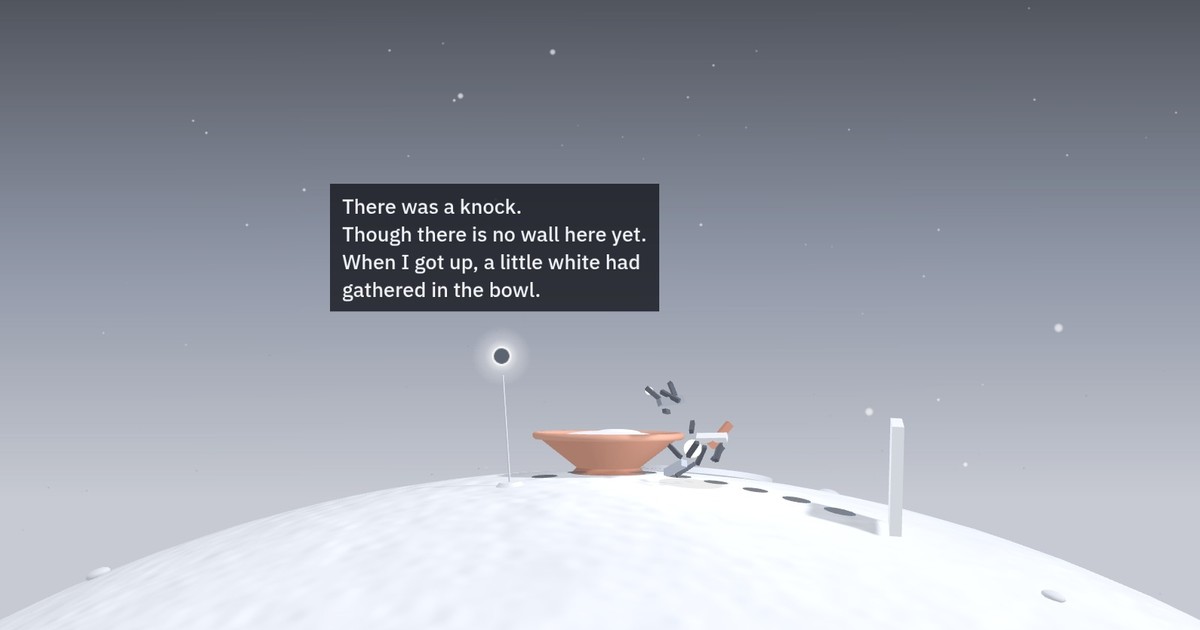 There was a knock.
Though there is no wall here yet.
When I got up, a little white had
gathered in the bowl.